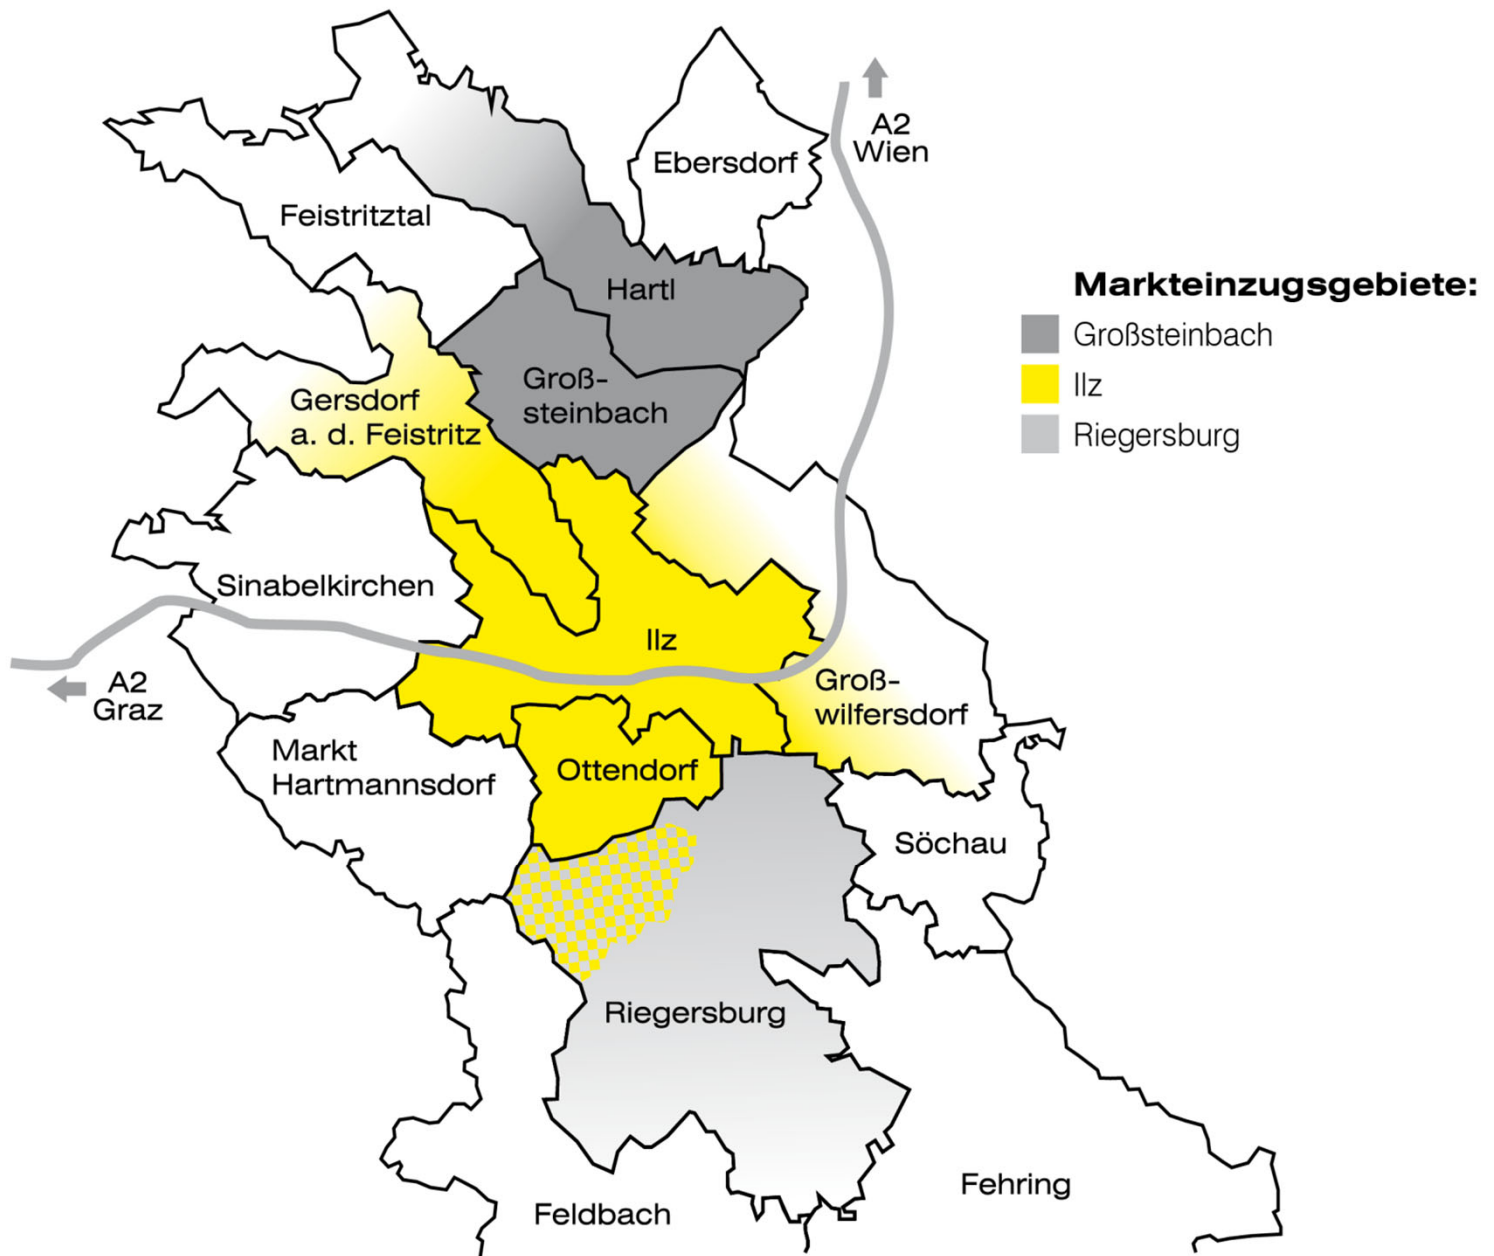 A2
Wien
Ebersdorf
Feistritztal
Hartl
Markteinzugsgebiete:
Großsteinbach
Ilz
Riegersburg
Groß-
steinbach
Gersdorf
a. d. Feistritz
Sinabelkirchen
Ilz
A2
Graz
Groß-
wilfersdorf
Markt
Hartmannsdorf
Ottendorf
Söchau
Riegersburg
Fehring
Feldbach